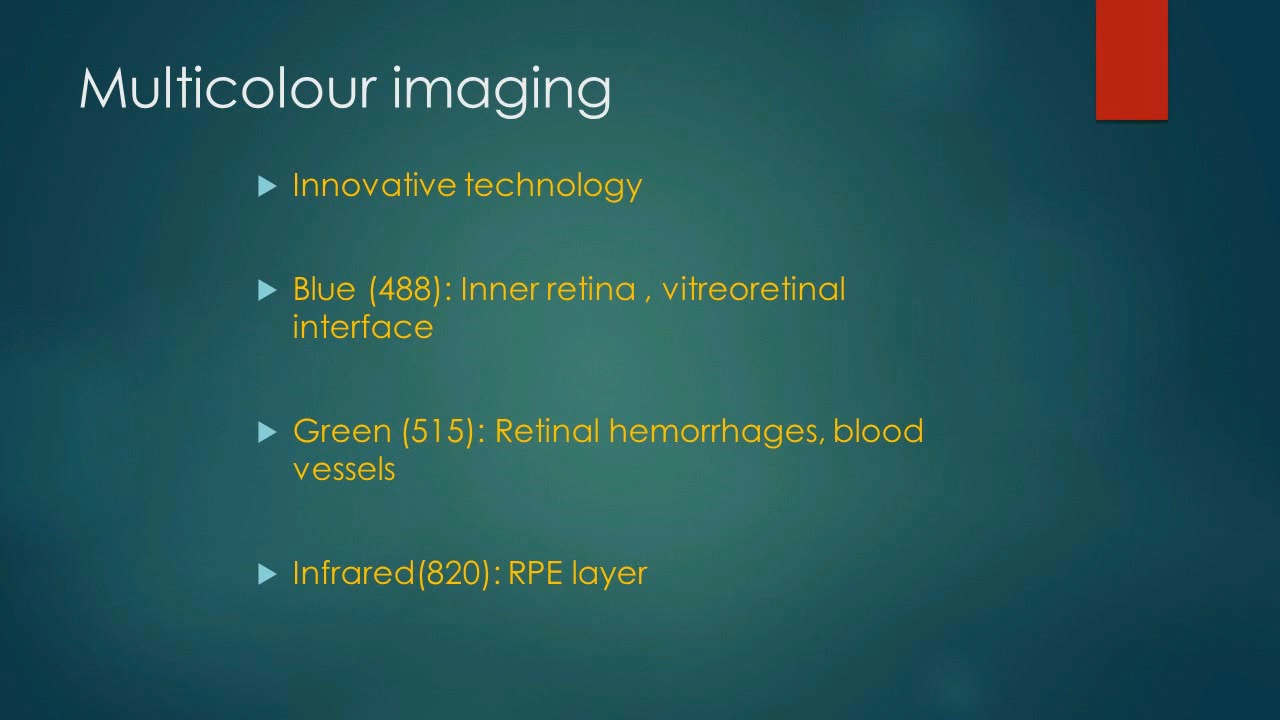 Multicolour imaging
Innovative technology
Blue (488): Inner retina , vitreoretinal
interface
Green (515): Retinal hemorrhages, blood
vessels
Infrared(820): RPE layer